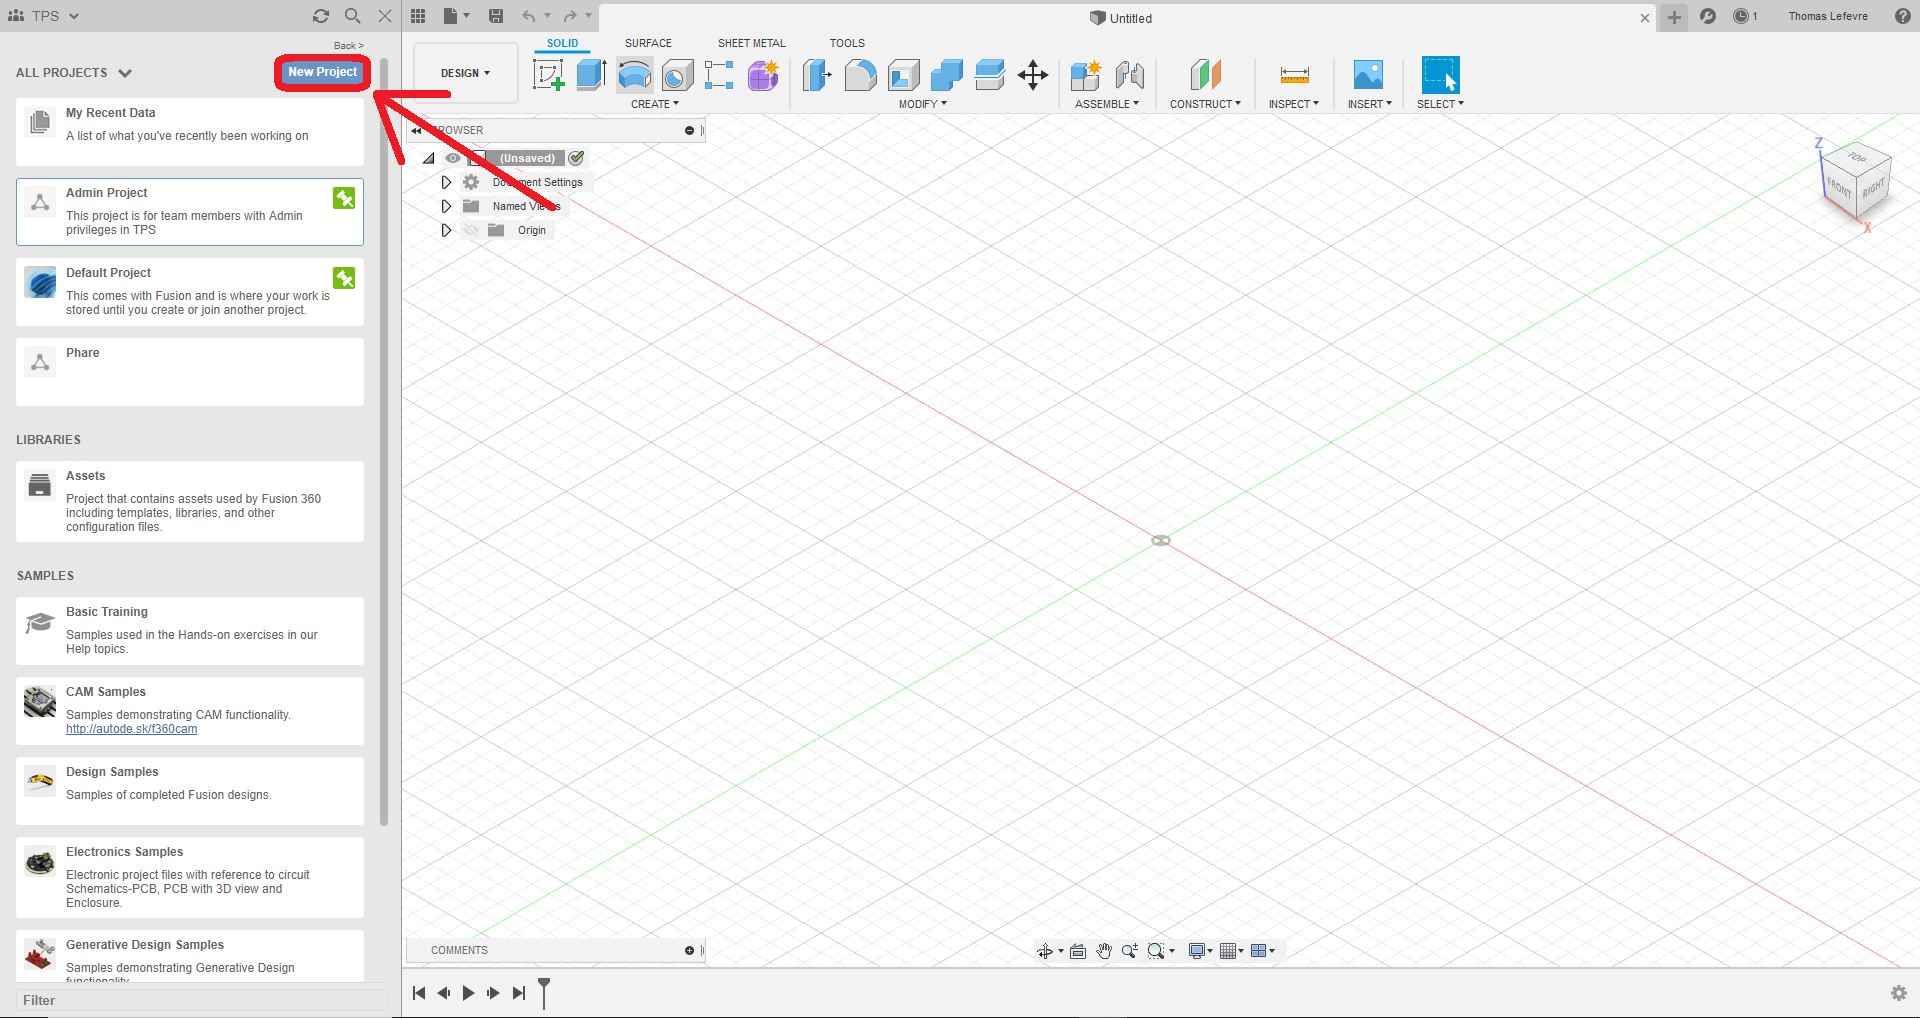 TPS
Untitled
1
Thomas Lefevre
Back >
ALL PROJECTS
New Project
My Recent Data
A list of what you've recently been working on
Admin Project
This project is for team members with Admin
privileges in TPS
Default Project
This comes with Fusion and is where your work is
stored until you create or join another project.
Phare
LIBRARIES
Assets
Project that contains assets used by Fusion 360
including templates, libraries, and other
configuration files.
SAMPLES
Basic Training
Samples used in the Hands-on exercises in our
Help topics.
CAM Samples
Samples demonstrating CAM functionality.
http://autode.sk/f360cam
Design Samples
Samples of completed Fusion designs.
Electronics Samples
Electronic project files with reference to circuit
Schematics-PCB, PCB with 3D view and
Enclosure.
Generative Design Samples
Samples demonstrating Generative Design
functionality.
Filter
DESIGN
SOLID
SURFACE
SHEET METAL
TOOLS
CREATE
MODIFY
ASSEMBLE
CONSTRUCT
INSPECT
INSERT
SELECT
BROWSER
(Unsaved)
Document Settings
Named Views
Origin
Z
TOP
FRONT
RIGHT
X
COMMENTS